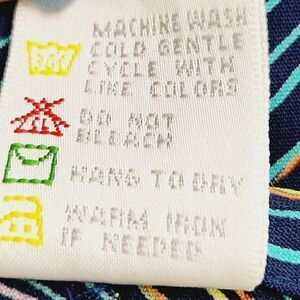 MACHINE WASH
COLD GENTLE
CYCLE WITH
LIKE COLORS
DO NOT
BLEACH
HANG TO DRY
WARM IRON
IF NEEDED